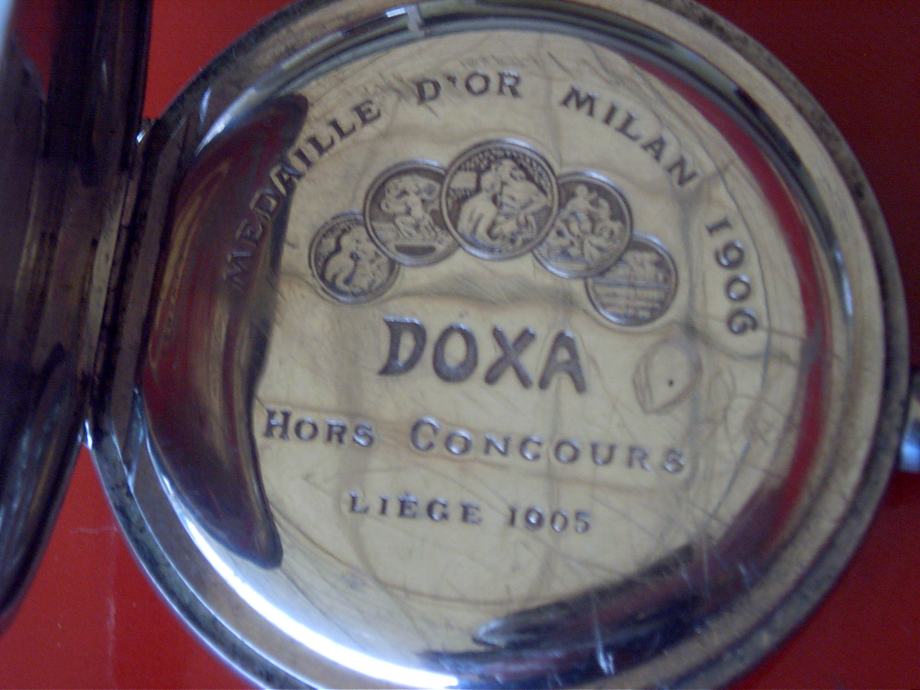 MEDAILLE D'OR MILAN 1906
DOXA
HORS CONCOURS
LIÈGE 1905